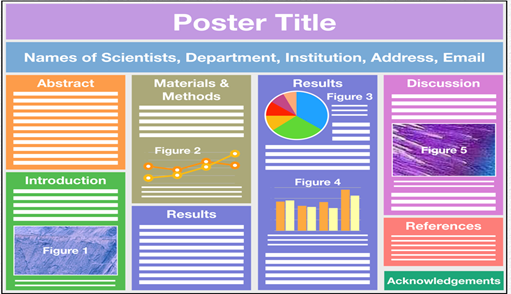 Poster Title
Names of Scientists, Department, Institution, Address, Email
Abstract
Introduction
Figure 1
Materials &
Methods
Figure 2
Results
Results
Figure 3
Figure 4
Discussion
Figure 5
References
Acknowledgements